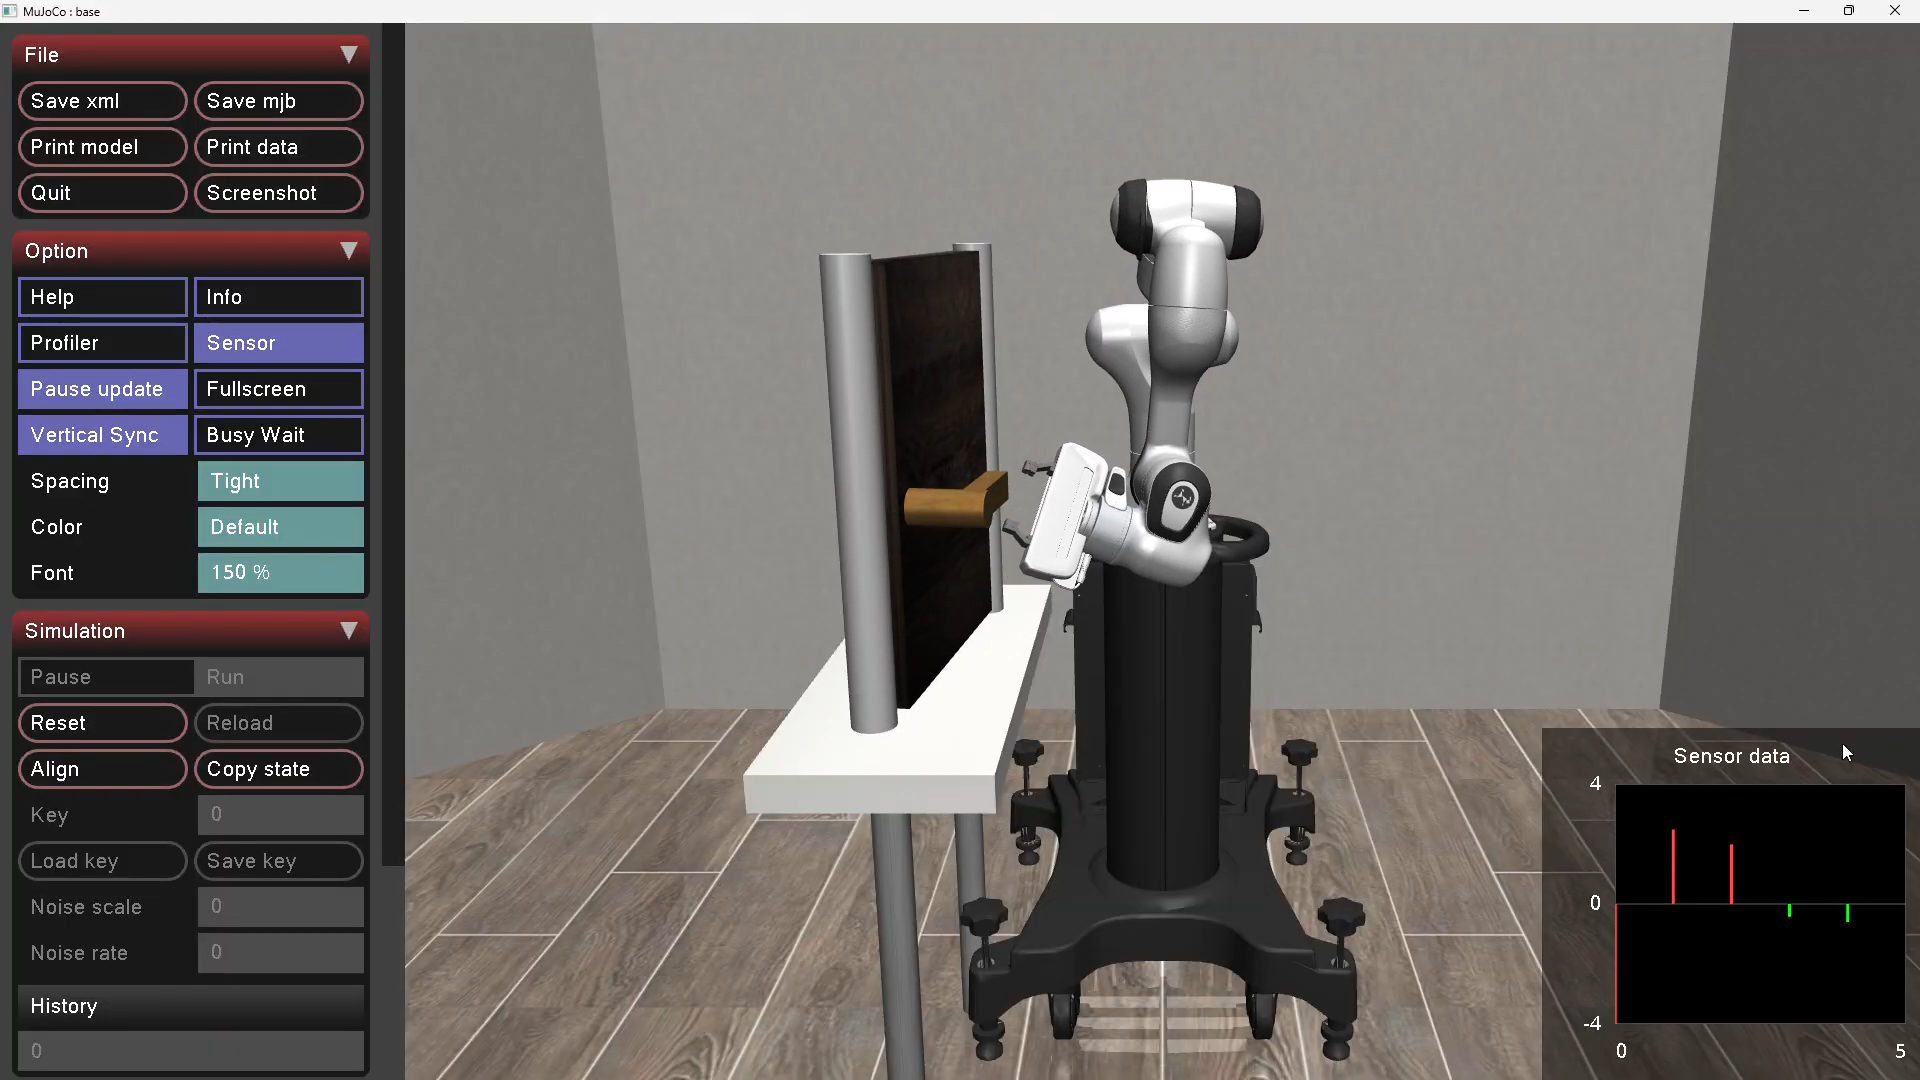 MuJoCo : base
File
Save xml
Save mjb
Print model
Print data
Quit
Screenshot
Option
Help
Info
Profiler
Sensor
Pause update
Fullscreen
Vertical Sync
Busy Wait
Spacing
Tight
Color
Default
Font
150 %
Simulation
Pause
Run
Reset
Reload
Align
Copy state
Key
0
Load key
Save key
Noise scale
0
Noise rate
0
History
0
Sensor data
4
0
-4
0
5